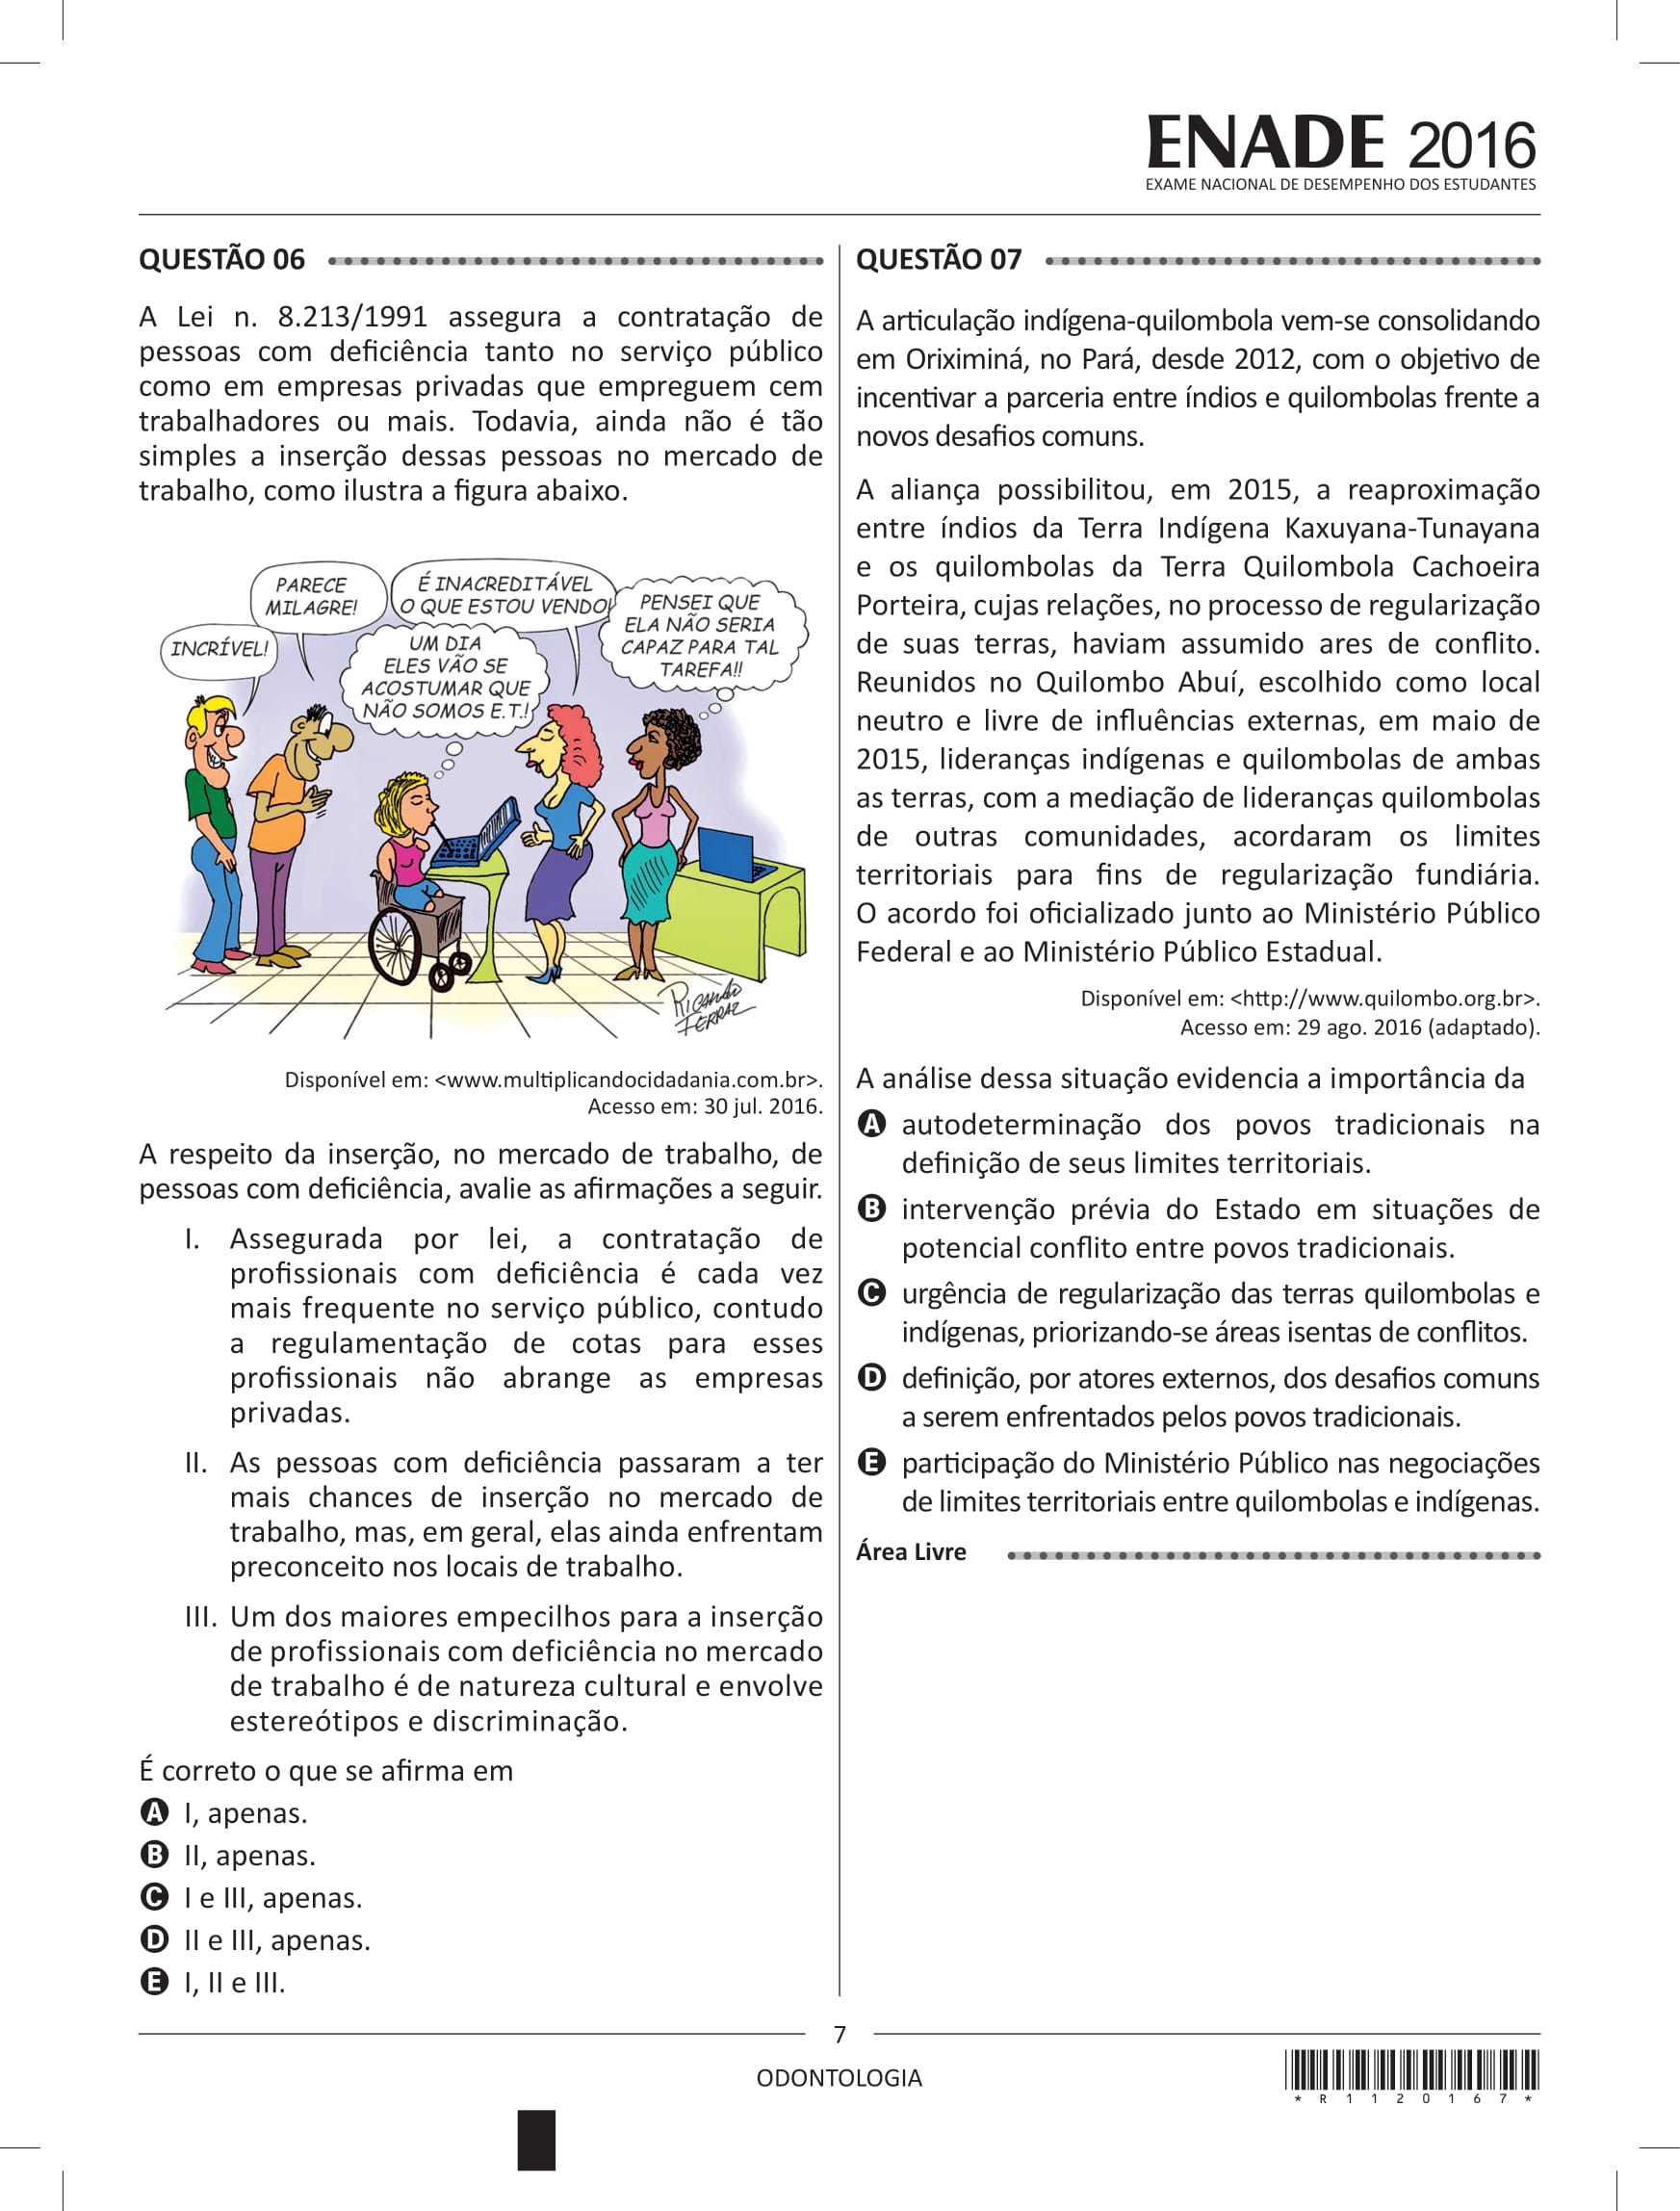 ENADE 2016
EXAME NACIONAL DE DESEMPENHO DOS ESTUDANTES
QUESTÃO 06
A Lei n. 8.213/1991 assegura a contratação de
pessoas com deficiência tanto no serviço público
como em empresas privadas que empreguem cem
trabalhadores ou mais. Todavia, ainda não é tão
simples a inserção dessas pessoas no mercado de
trabalho, como ilustra a figura abaixo.
INCRÍVEL!
PARECE
MILAGRE!
UM DIA
ELES VÃO SE
ACOSTUMAR QUE
NÃO SOMOS E.T.!
É INACREDITÁVEL
O QUE ESTOU VENDO!
PENSEI QUE
ELA NÃO SERIA
CAPAZ PARA TAL
TAREFA!!
RICARDO
FERRAZ
Disponível em: <www.multiplicandocidadania.com.br>.
Acesso em: 30 jul. 2016.
A respeito da inserção, no mercado de trabalho, de
pessoas com deficiência, avalie as afirmações a seguir.
I. Assegurada por lei, a contratação de
profissionais com deficiência é cada vez
mais frequente no serviço público, contudo
a regulamentação de cotas para esses
profissionais não abrange as empresas
privadas.
II. As pessoas com deficiência passaram a ter
mais chances de inserção no mercado de
trabalho, mas, em geral, elas ainda enfrentam
preconceito nos locais de trabalho.
III. Um dos maiores empecilhos para a inserção
de profissionais com deficiência no mercado
de trabalho é de natureza cultural e envolve
estereótipos e discriminação.
É correto o que se afirma em
A I, apenas.
B II, apenas.
C I e III, apenas.
D II e III, apenas.
E I, II e III.
QUESTÃO 07
A articulação indígena-quilombola vem-se consolidando
em Oriximiná, no Pará, desde 2012, com o objetivo de
incentivar a parceria entre índios e quilombolas frente a
novos desafios comuns.
A aliança possibilitou, em 2015, a reaproximação
entre índios da Terra Indígena Kaxuyana-Tunayana
e os quilombolas da Terra Quilombola Cachoeira
Porteira, cujas relações, no processo de regularização
de suas terras, haviam assumido ares de conflito.
Reunidos no Quilombo Abuí, escolhido como local
neutro e livre de influências externas, em maio de
2015, lideranças indígenas e quilombolas de ambas
as terras, com a mediação de lideranças quilombolas
de outras comunidades, acordaram os limites
territoriais para fins de regularização fundiária.
O acordo foi oficializado junto ao Ministério Público
Federal e ao Ministério Público Estadual.
Disponível em: <http://www.quilombo.org.br>.
Acesso em: 29 ago. 2016 (adaptado).
A análise dessa situação evidencia a importância da
A autodeterminação dos povos tradicionais na
definição de seus limites territoriais.
B intervenção prévia do Estado em situações de
potencial conflito entre povos tradicionais.
C urgência de regularização das terras quilombolas e
indígenas, priorizando-se áreas isentas de conflitos.
D definição, por atores externos, dos desafios comuns
a serem enfrentados pelos povos tradicionais.
E participação do Ministério Público nas negociações
de limites territoriais entre quilombolas e indígenas.
Área Livre
7
ODONTOLOGIA
* R 1 1 2 0 1 6 7 *